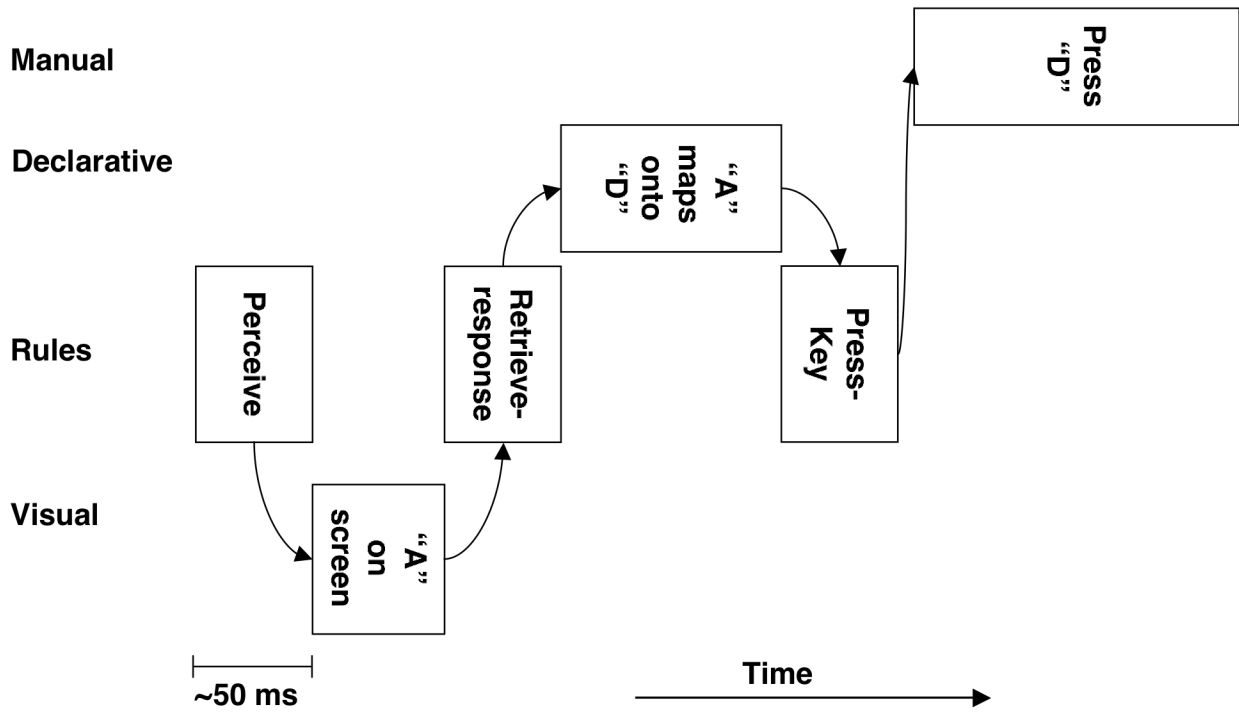 Manual
Press
“D”
Declarative
“A”
maps
onto
“D”
Rules
Perceive
Retrieve-
response
Press-
Key
Visual
“A”
on
screen
~50 ms
Time